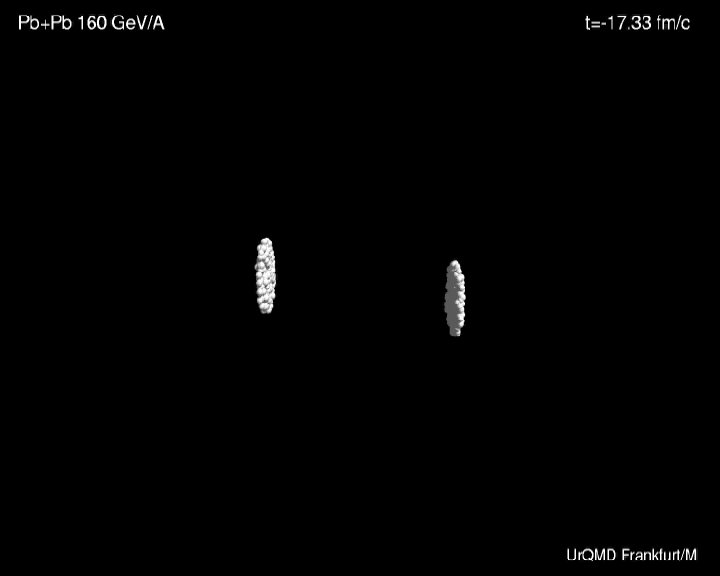 Pb+Pb 160 GeV/A
t=-17.33 fm/c
UrQMD Frankfurt/M